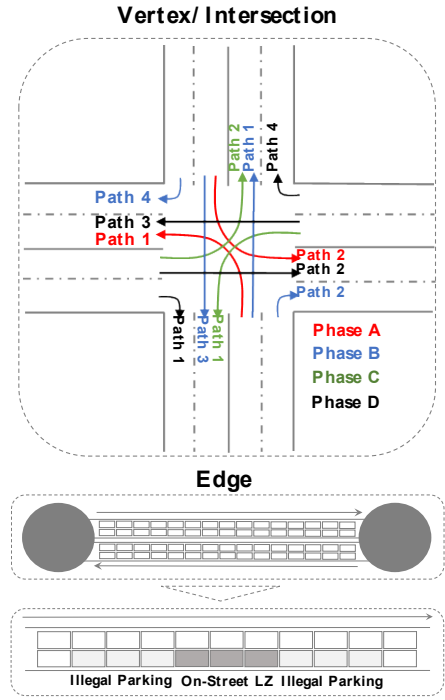 Vertex/ Intersection
Path 2
Path 1
Path 4
Path 4
Path 3
Path 1
Path 2
Path 2
Path 2
Path 1
Path 3
Path 1
Phase A
Phase B
Phase C
Phase D
Edge
Illegal Parking On-Street LZ Illegal Parking